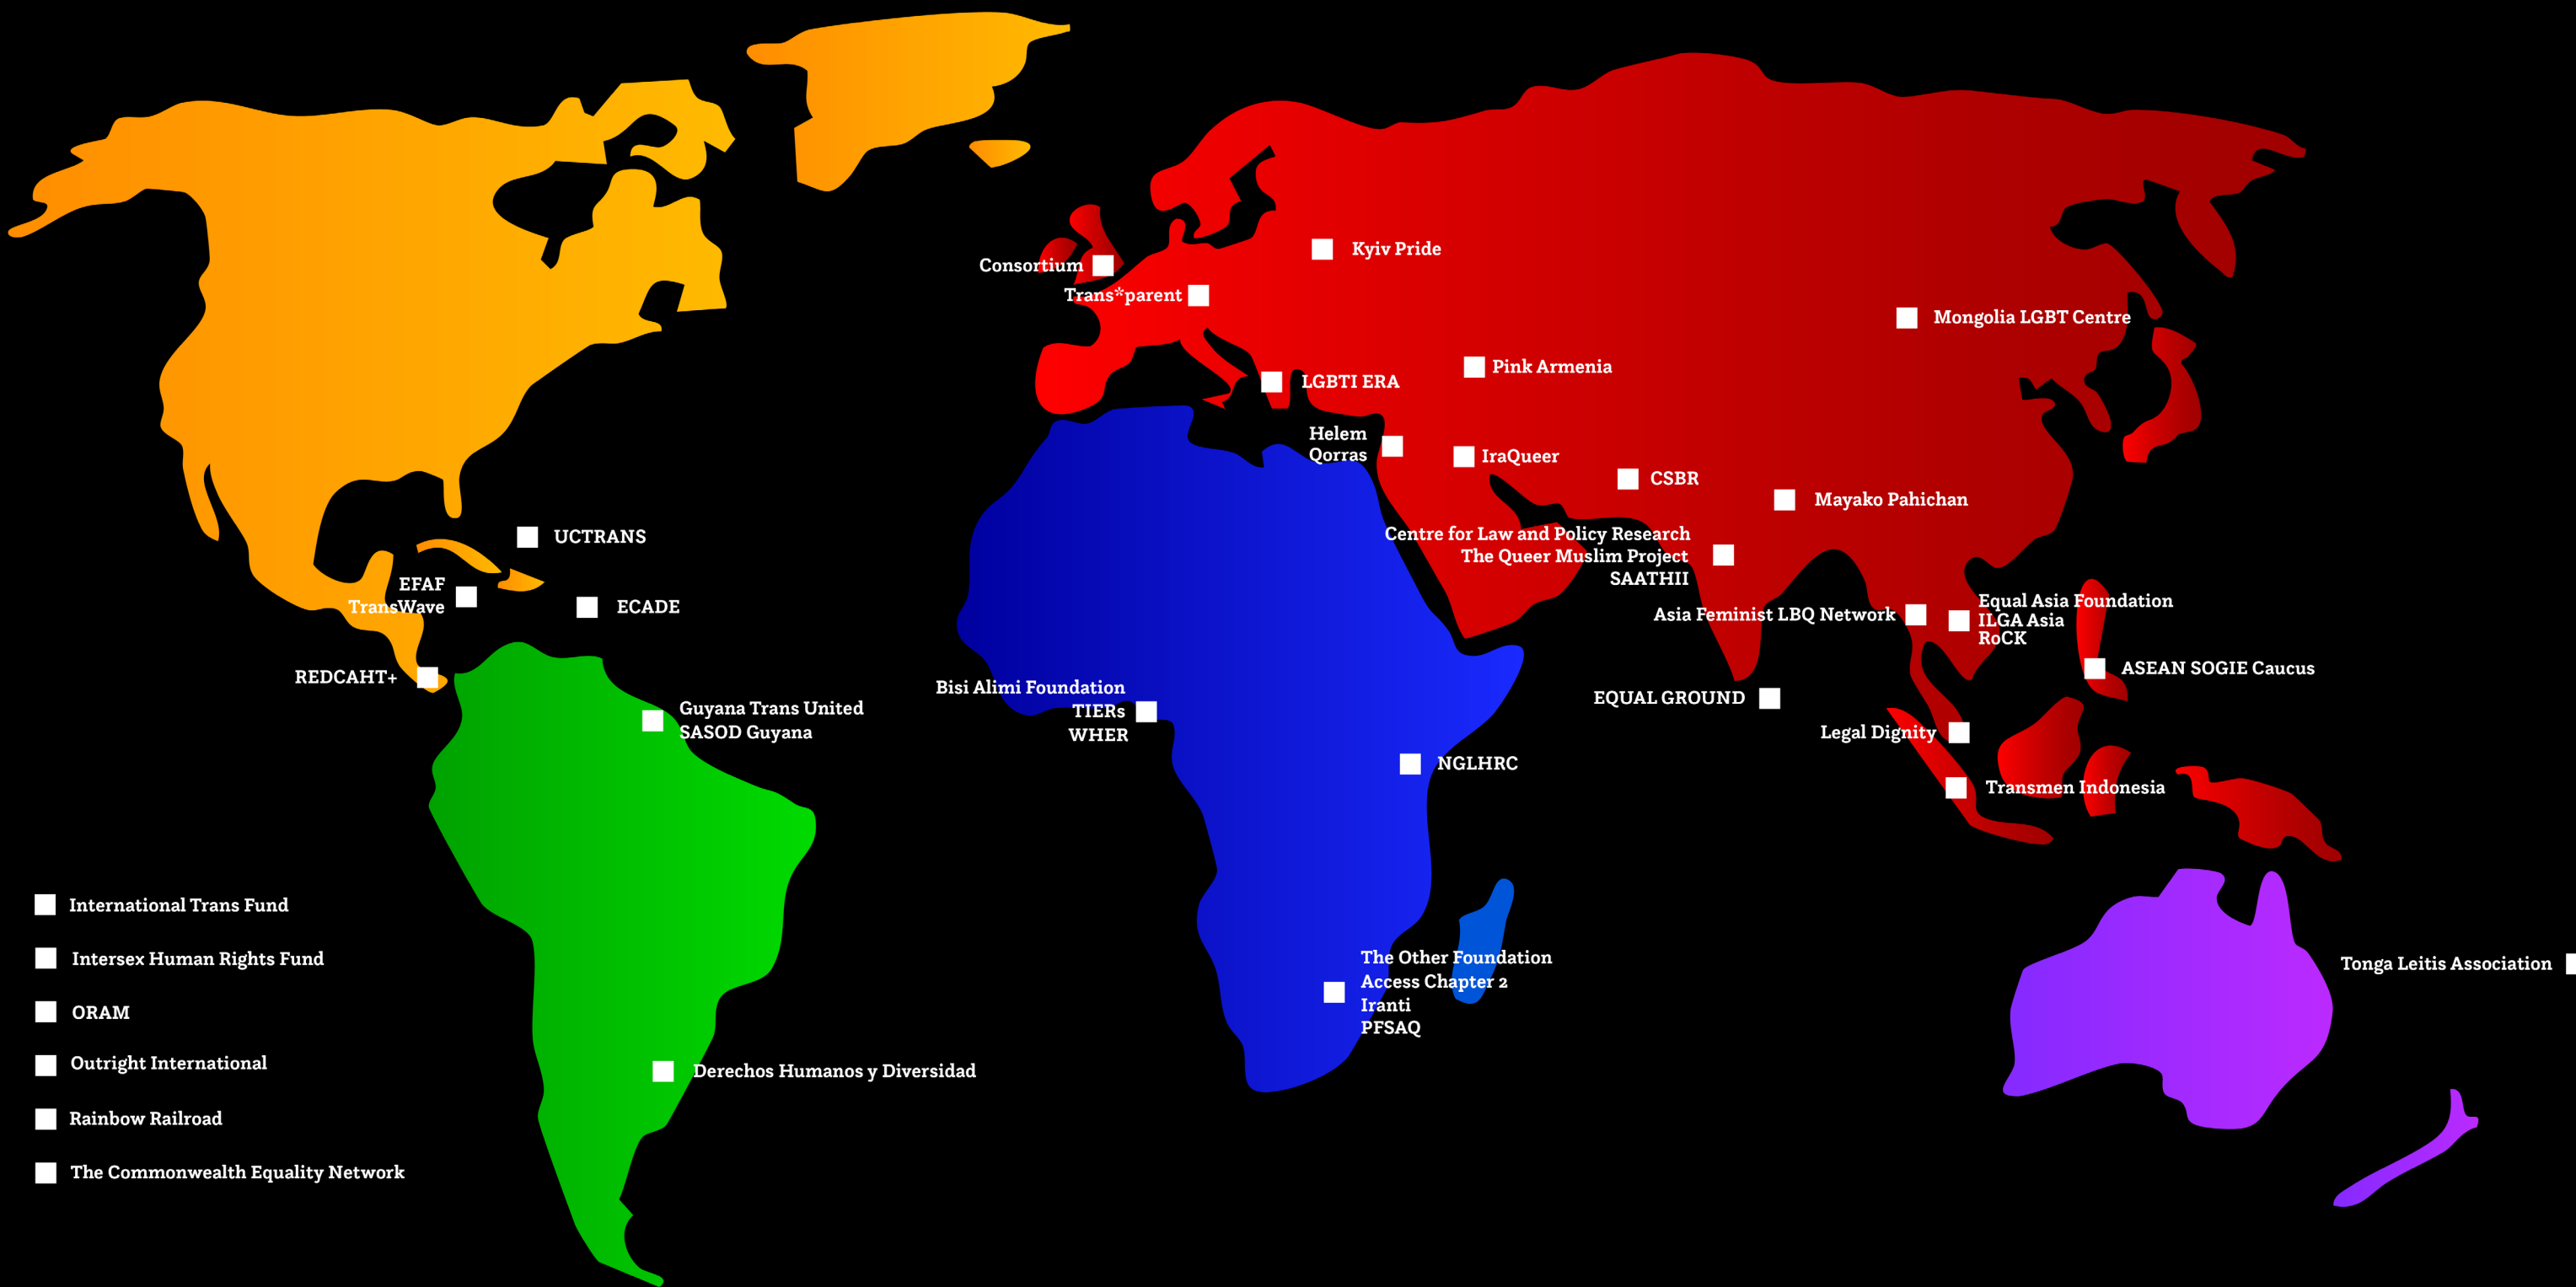 Kyiv Pride
Consortium
Trans*parent
Mongolia LGBT Centre
Pink Armenia
LGBTI ERA
Helem
Qorras
IraQueer
CSBR
Mayako Pahichan
UCTRANS
Centre for Law and Policy Research
The Queer Muslim Project
SAATHII
EFAF
TransWave
ECADE
Asia Feminist LBQ Network
Equal Asia Foundation
ILGA Asia
RoCK
REDCAHT+
ASEAN SOGIE Caucus
Bisi Alimi Foundation
TIERs
WHER
EQUAL GROUND
Guyana Trans United
SASOD Guyana
Legal Dignity
NGLHRC
Transmen Indonesia
International Trans Fund
Intersex Human Rights Fund
ORAM
Outright International
Rainbow Railroad
The Commonwealth Equality Network
The Other Foundation
Access Chapter 2
Iranti
PFSAQ
Tonga Leitis Association
Derechos Humanos y Diversidad